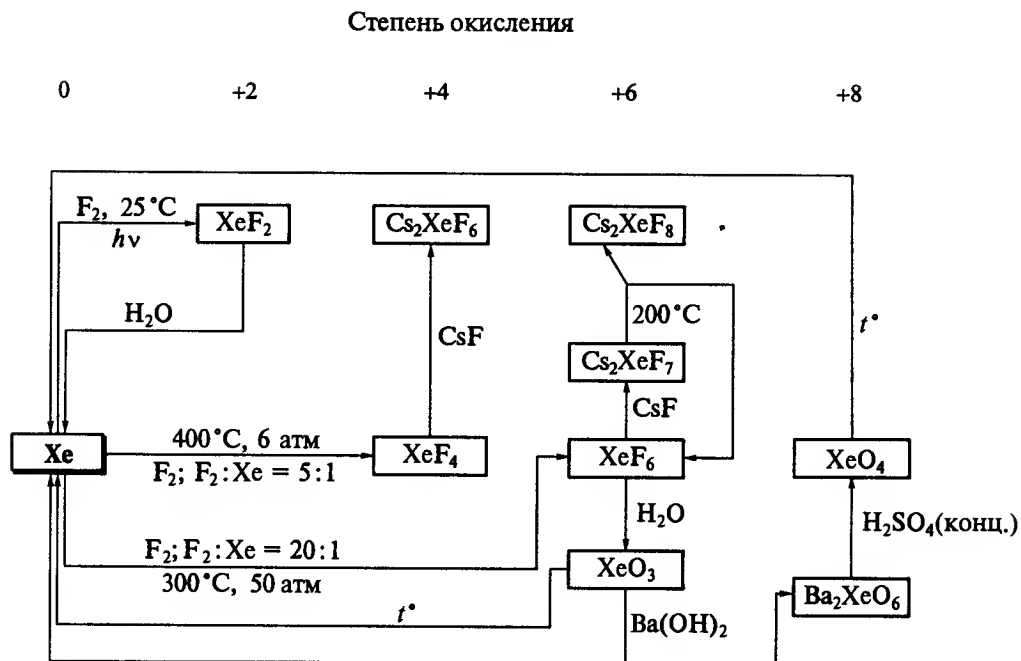 Степень окисления
0 +2 +4 +6 +8
F₂, 25°C
hν
XeF₂
Cs₂XeF₆
Cs₂XeF₈
H₂O
CsF
200°C
t°
Cs₂XeF₇
CsF
Xe
400°C, 6 атм
F₂; F₂:Xe = 5:1
XeF₄
XeF₆
XeO₄
H₂O
H₂SO₄(конц.)
F₂; F₂:Xe = 20:1
300°C, 50 атм
XeO₃
Ba₂XeO₆
t°
Ba(OH)₂